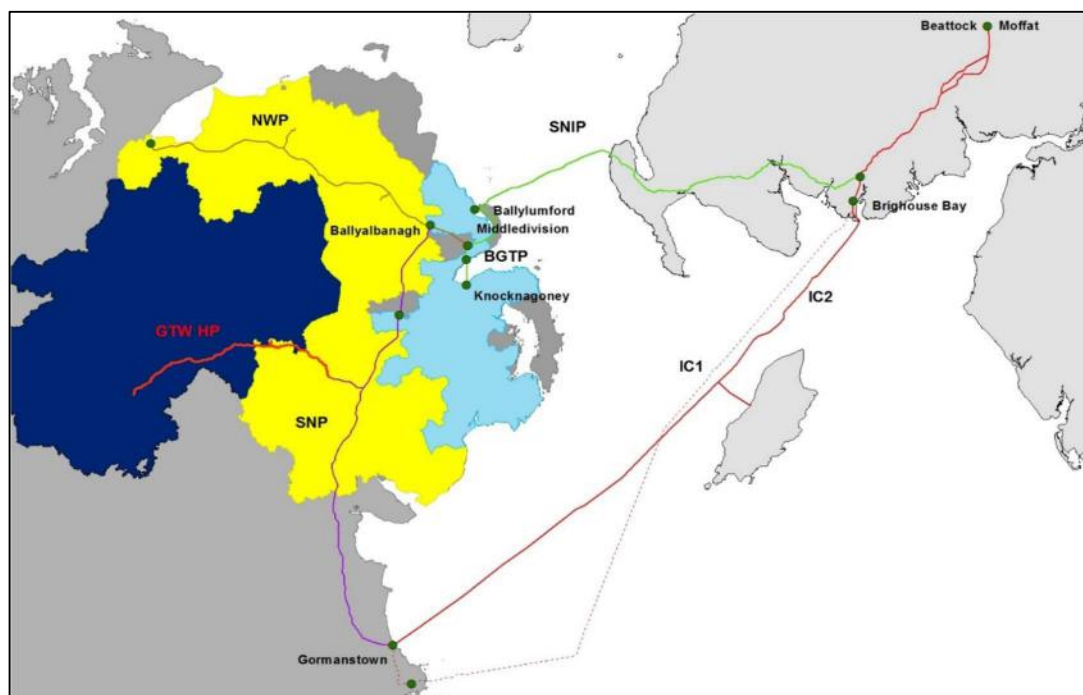 Beattock Moffat
NWP
SNIP
Ballylumford
Middledivision
Ballyalbanagh
Brighouse Bay
BGTP
Knocknagoney
IC2
GTW HP
IC1
SNP
Gormanstown